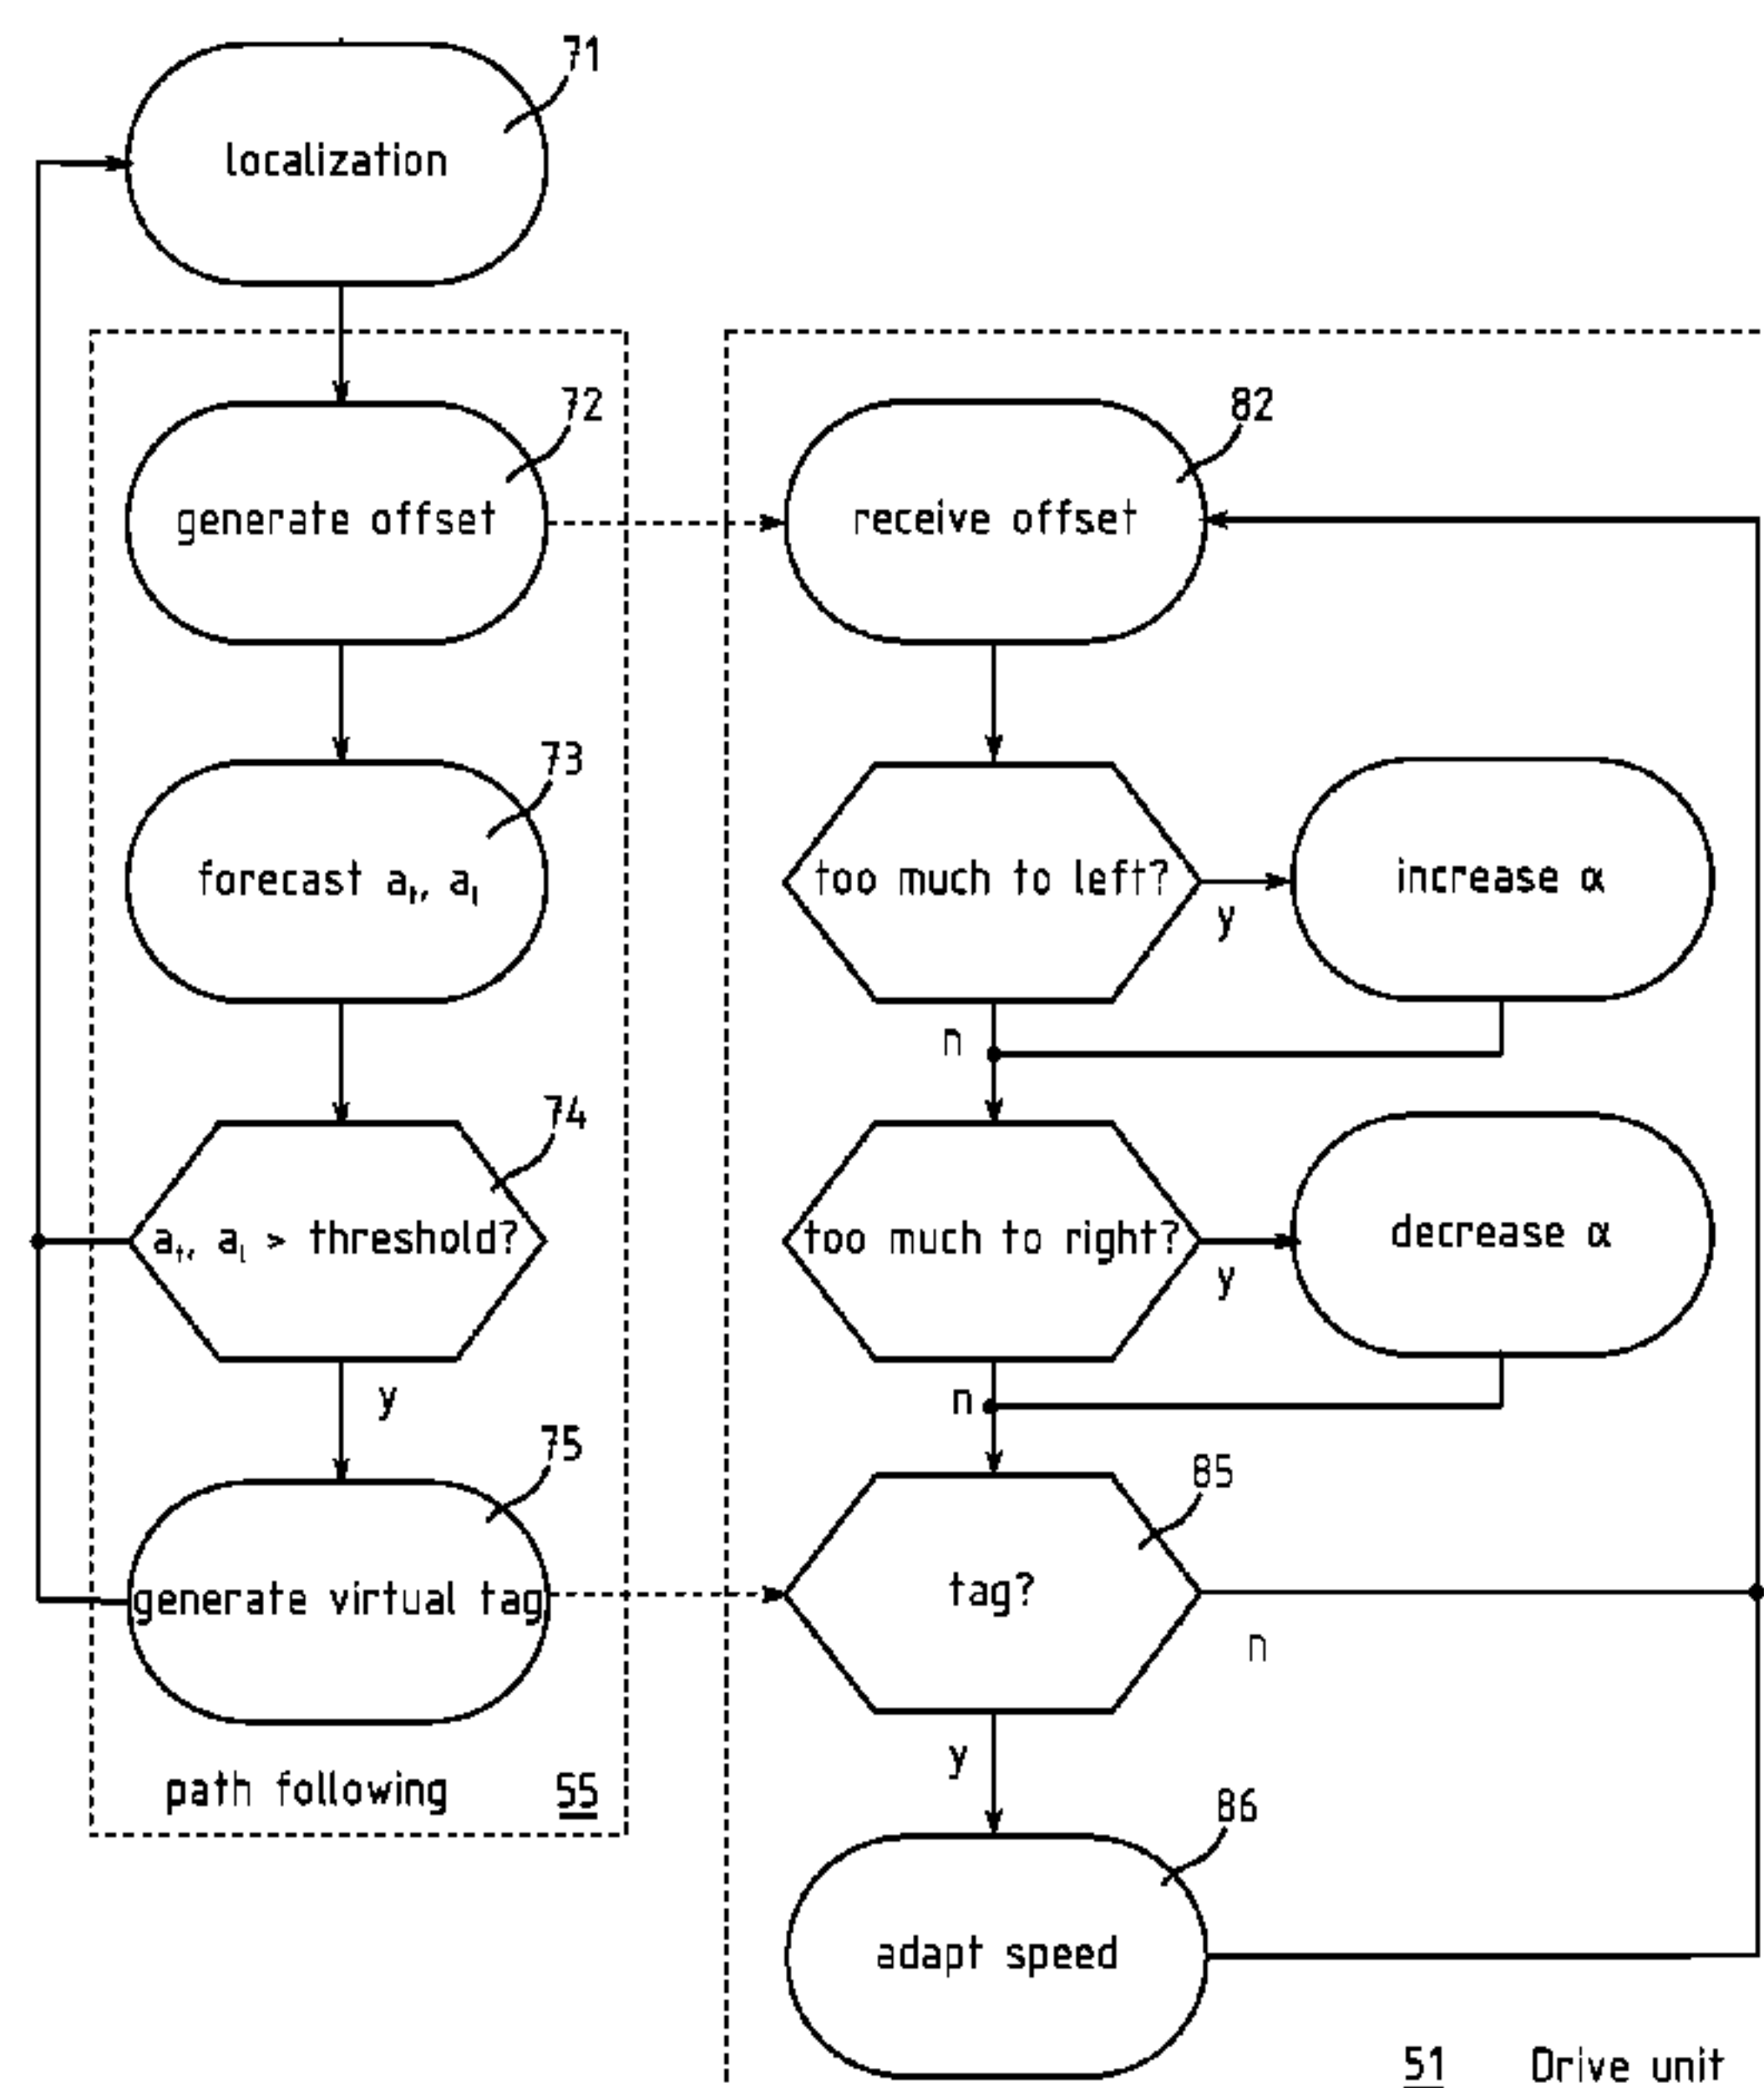 71
localization
72
generate offset
82
receive offset
73
forecast aₜ, aₗ
too much to left?
y
increase α
n
74
aₜ, aₗ > threshold?
y
too much to right?
y
decrease α
n
75
generate virtual tag
85
tag?
n
y
path following 55
86
adapt speed
51 Drive unit